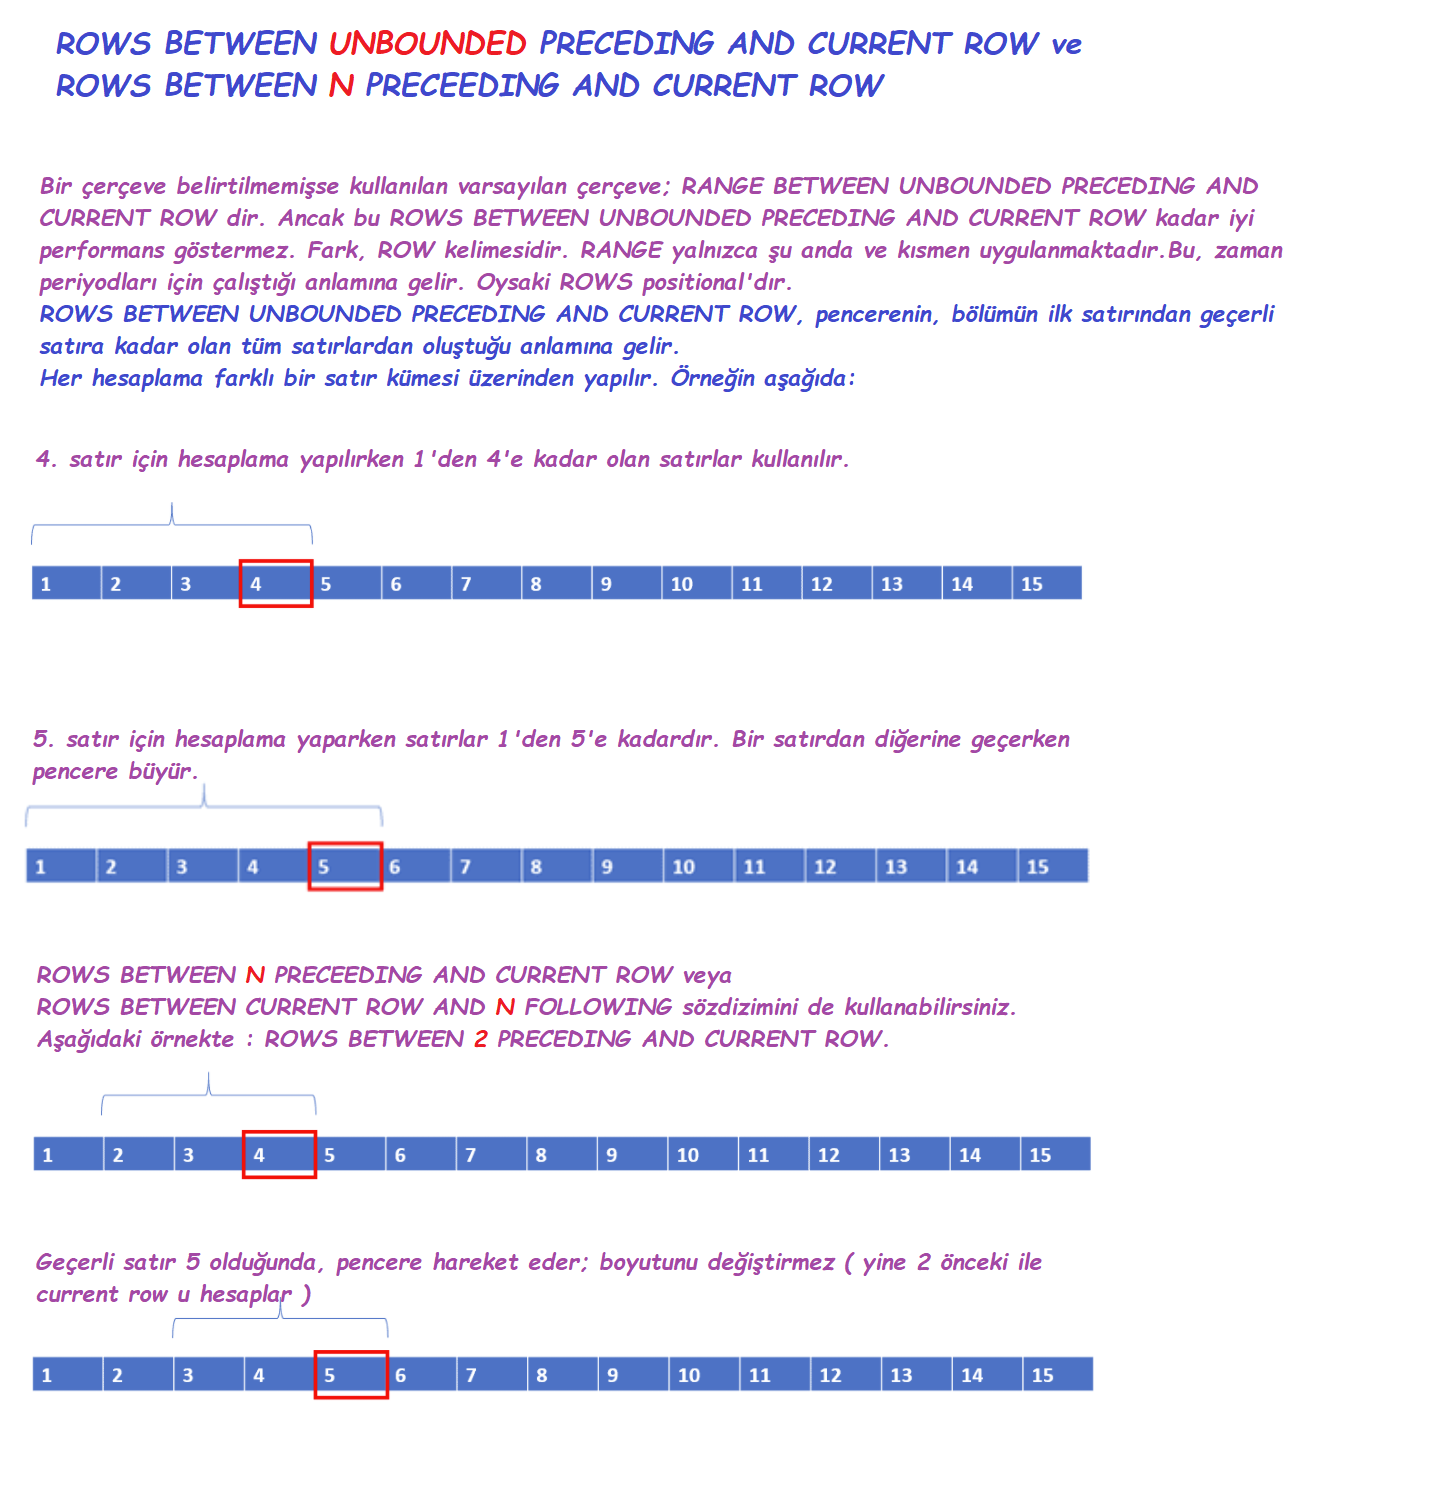 ROWS BETWEEN UNBOUNDED PRECEDING AND CURRENT ROW ve
ROWS BETWEEN N PRECEEDING AND CURRENT ROW
Bir çerçeve belirtilmemişse kullanılan varsayılan çerçeve; RANGE BETWEEN UNBOUNDED PRECEDING AND
CURRENT ROW dir. Ancak bu ROWS BETWEEN UNBOUNDED PRECEDING AND CURRENT ROW kadar iyi
performans göstermez. Fark, ROW kelimesidir. RANGE yalnızca şu anda ve kısmen uygulanmaktadır.Bu, zaman
periyodları için çalıştığı anlamına gelir. Oysaki ROWS positional'dır.
ROWS BETWEEN UNBOUNDED PRECEDING AND CURRENT ROW, pencerenin, bölümün ilk satırından geçerli
satıra kadar olan tüm satırlardan oluştuğu anlamına gelir.
Her hesaplama farklı bir satır kümesi üzerinden yapılır. Örneğin aşağıda:
4. satır için hesaplama yapılırken 1'den 4'e kadar olan satırlar kullanılır.
1 2 3 4 5 6 7 8 9 10 11 12 13 14 15
5. satır için hesaplama yaparken satırlar 1'den 5'e kadardır. Bir satırdan diğerine geçerken
pencere büyür.
1 2 3 4 5 6 7 8 9 10 11 12 13 14 15
ROWS BETWEEN N PRECEEDING AND CURRENT ROW veya
ROWS BETWEEN CURRENT ROW AND N FOLLOWING sözdizimini de kullanabilirsiniz.
Aşağıdaki örnekte : ROWS BETWEEN 2 PRECEDING AND CURRENT ROW.
1 2 3 4 5 6 7 8 9 10 11 12 13 14 15
Geçerli satır 5 olduğunda, pencere hareket eder; boyutunu değiştirmez ( yine 2 önceki ile
current row u hesaplar )
1 2 3 4 5 6 7 8 9 10 11 12 13 14 15